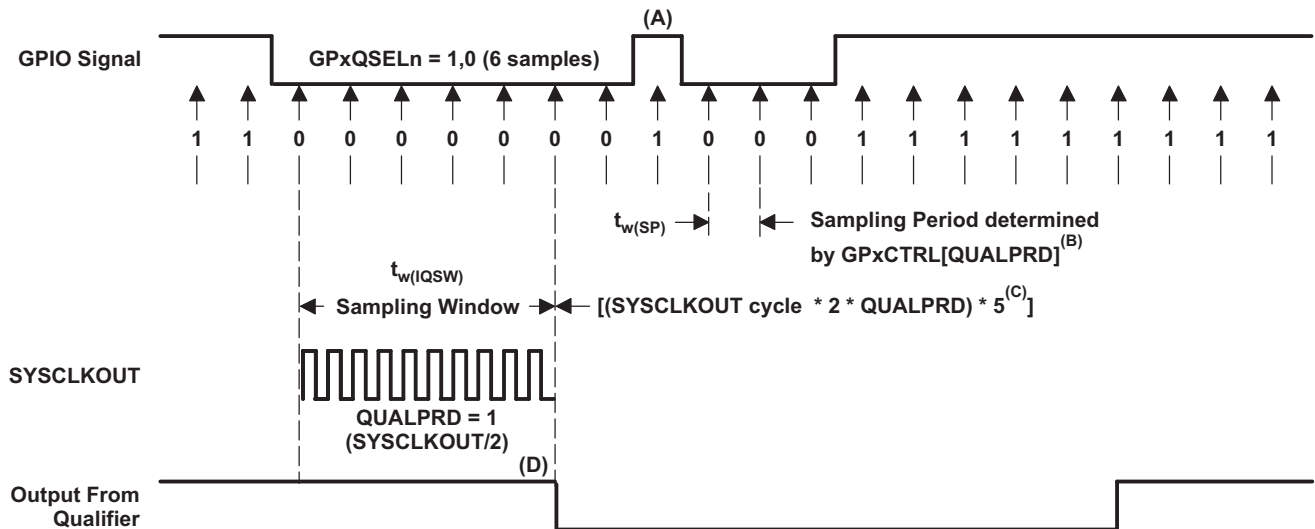 (A)
GPIO Signal
GPxQSELn = 1,0 (6 samples)
1 1 0 0 0 0 0 0 0 1 0 0 0 1 1 1 1 1 1 1 1 1
tw(SP)
Sampling Period determined
by GPxCTRL[QUALPRD](B)
tw(IQSW)
Sampling Window
[(SYSCLKOUT cycle * 2 * QUALPRD) * 5(C)]
SYSCLKOUT
QUALPRD = 1
(SYSCLKOUT/2)
(D)
Output From
Qualifier